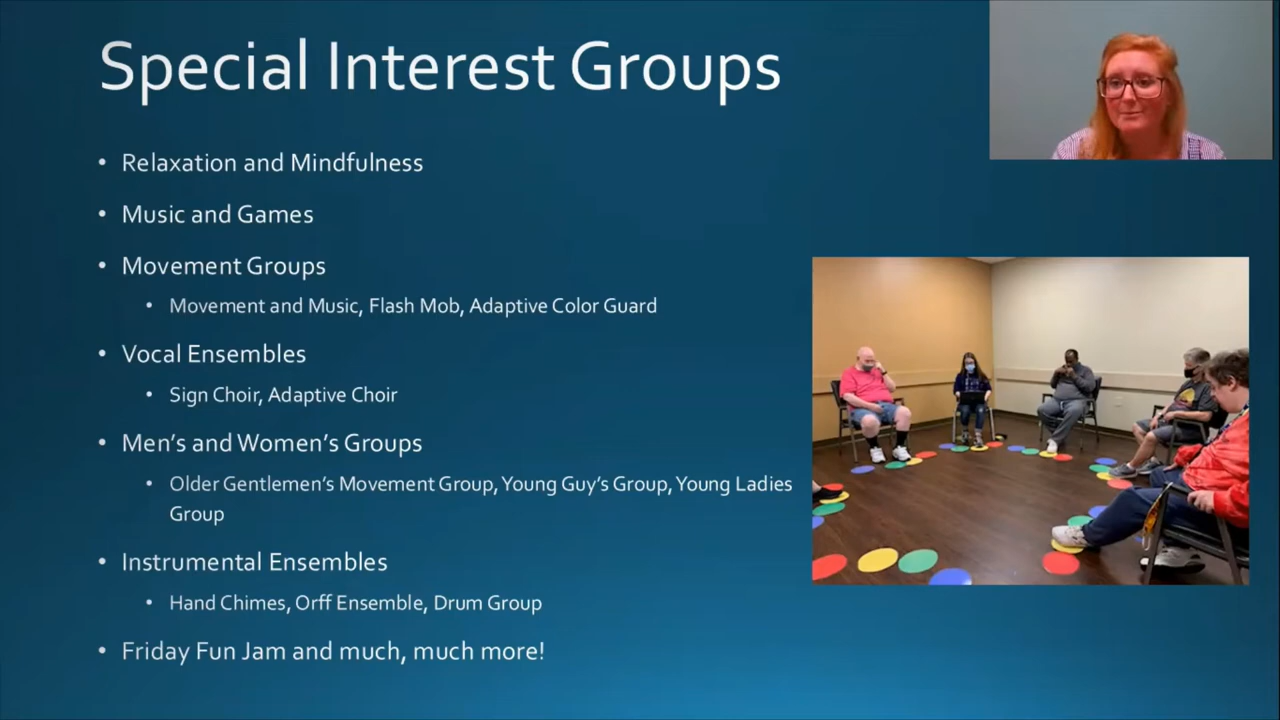 Special Interest Groups
• Relaxation and Mindfulness
• Music and Games
• Movement Groups
• Movement and Music, Flash Mob, Adaptive Color Guard
• Vocal Ensembles
• Sign Choir, Adaptive Choir
• Men's and Women's Groups
• Older Gentlemen's Movement Group, Young Guy's Group, Young Ladies
Group
• Instrumental Ensembles
• Hand Chimes, Orff Ensemble, Drum Group
• Friday Fun Jam and much, much more!